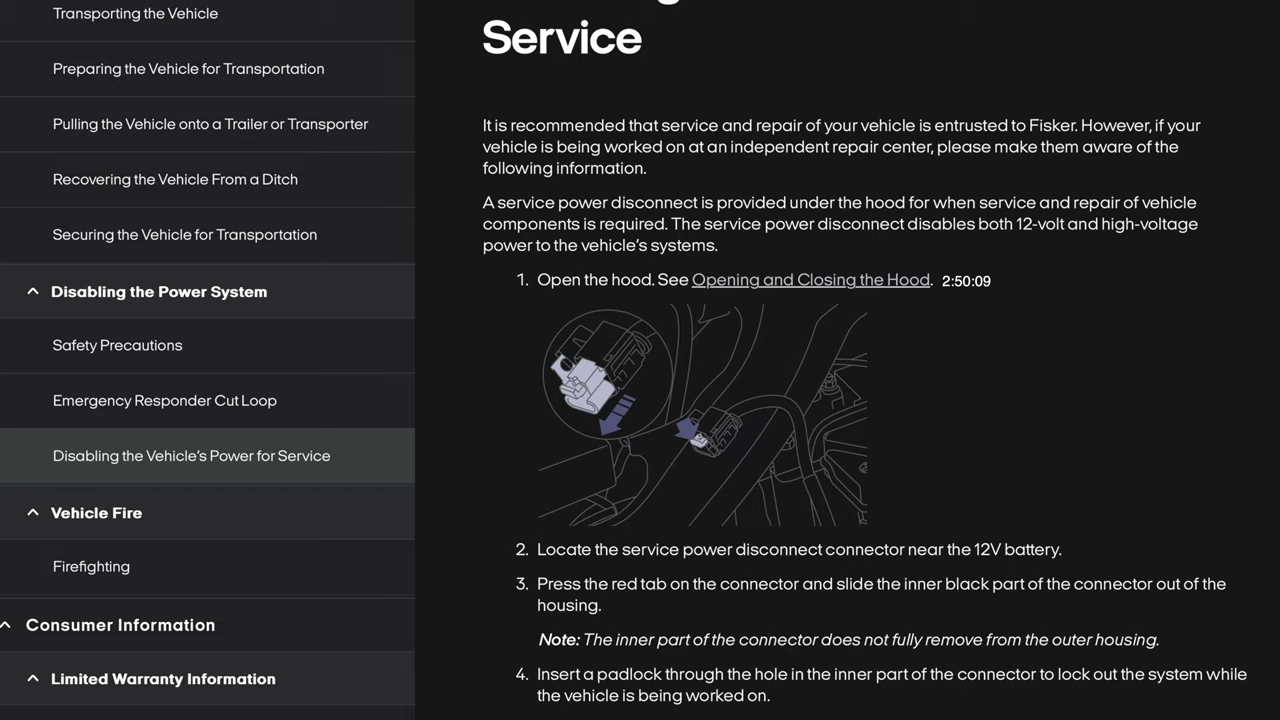 Transporting the Vehicle
Preparing the Vehicle for Transportation
Pulling the Vehicle onto a Trailer or Transporter
Recovering the Vehicle From a Ditch
Securing the Vehicle for Transportation
Disabling the Power System
Safety Precautions
Emergency Responder Cut Loop
Disabling the Vehicle's Power for Service
Vehicle Fire
Firefighting
Consumer Information
Limited Warranty Information
Service
It is recommended that service and repair of your vehicle is entrusted to Fisker. However, if your
vehicle is being worked on at an independent repair center, please make them aware of the
following information.
A service power disconnect is provided under the hood for when service and repair of vehicle
components is required. The service power disconnect disables both 12-volt and high-voltage
power to the vehicle's systems.
1. Open the hood. See Opening and Closing the Hood. 2:50:09
2. Locate the service power disconnect connector near the 12V battery.
3. Press the red tab on the connector and slide the inner black part of the connector out of the
housing.
Note: The inner part of the connector does not fully remove from the outer housing.
4. Insert a padlock through the hole in the inner part of the connector to lock out the system while
the vehicle is being worked on.